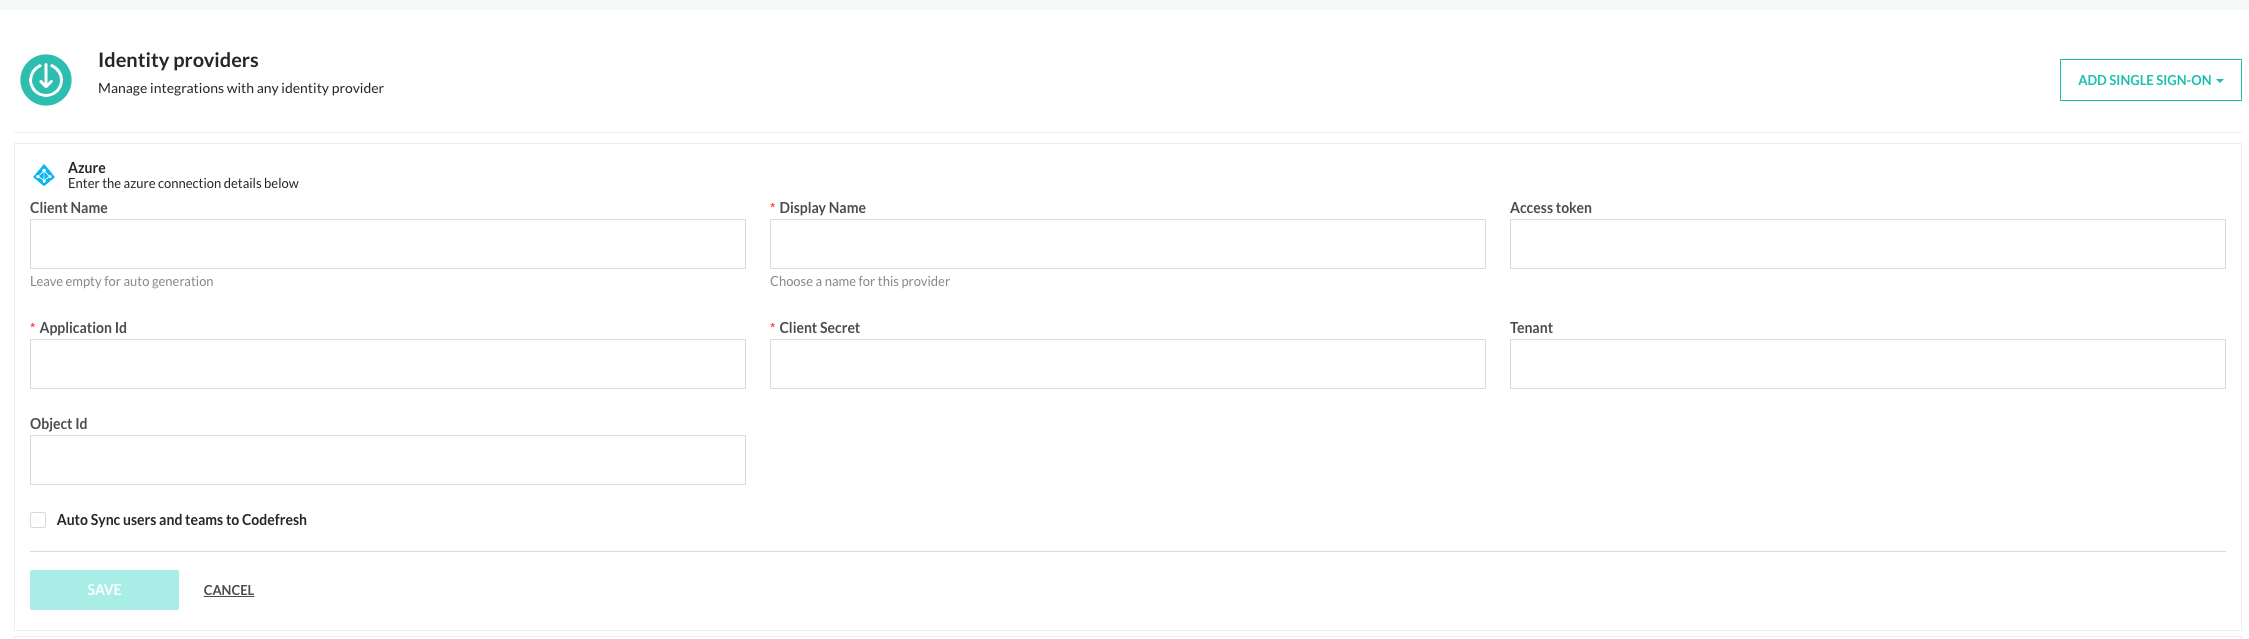 Identity providers
Manage integrations with any identity provider
ADD SINGLE SIGN-ON
Azure
Enter the azure connection details below
Client Name
* Display Name
Access token
Leave empty for auto generation
Choose a name for this provider
* Application Id
* Client Secret
Tenant
Object Id
Auto Sync users and teams to Codefresh
SAVE
CANCEL